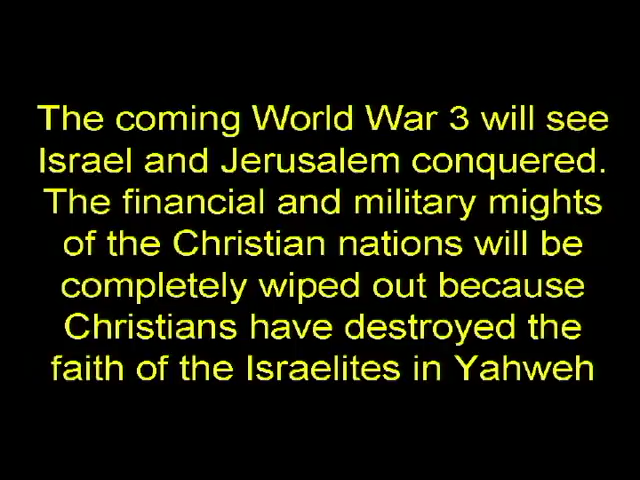 The coming World War 3 will see
Israel and Jerusalem conquered.
The financial and military mights
of the Christian nations will be
completely wiped out because
Christians have destroyed the
faith of the Israelites in Yahweh